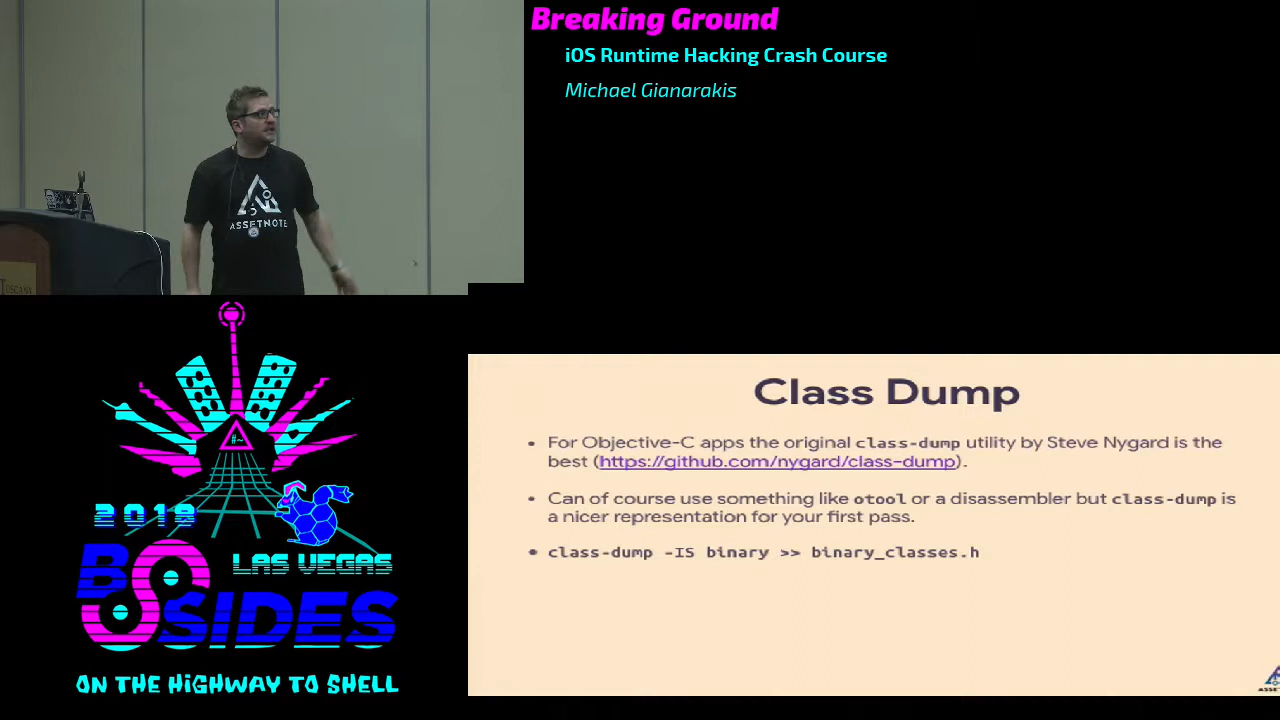 Breaking Ground
iOS Runtime Hacking Crash Course
Michael Gianarakis
ASSETNOTE
TUSCANY
#~
2019
LAS VEGAS
BSIDES
ON THE HIGHWAY TO SHELL
Class Dump
• For Objective-C apps the original class-dump utility by Steve Nygard is the
best (https://github.com/nygard/class-dump).
• Can of course use something like otool or a disassembler but class-dump is
a nicer representation for your first pass.
• class-dump -IS binary >> binary_classes.h